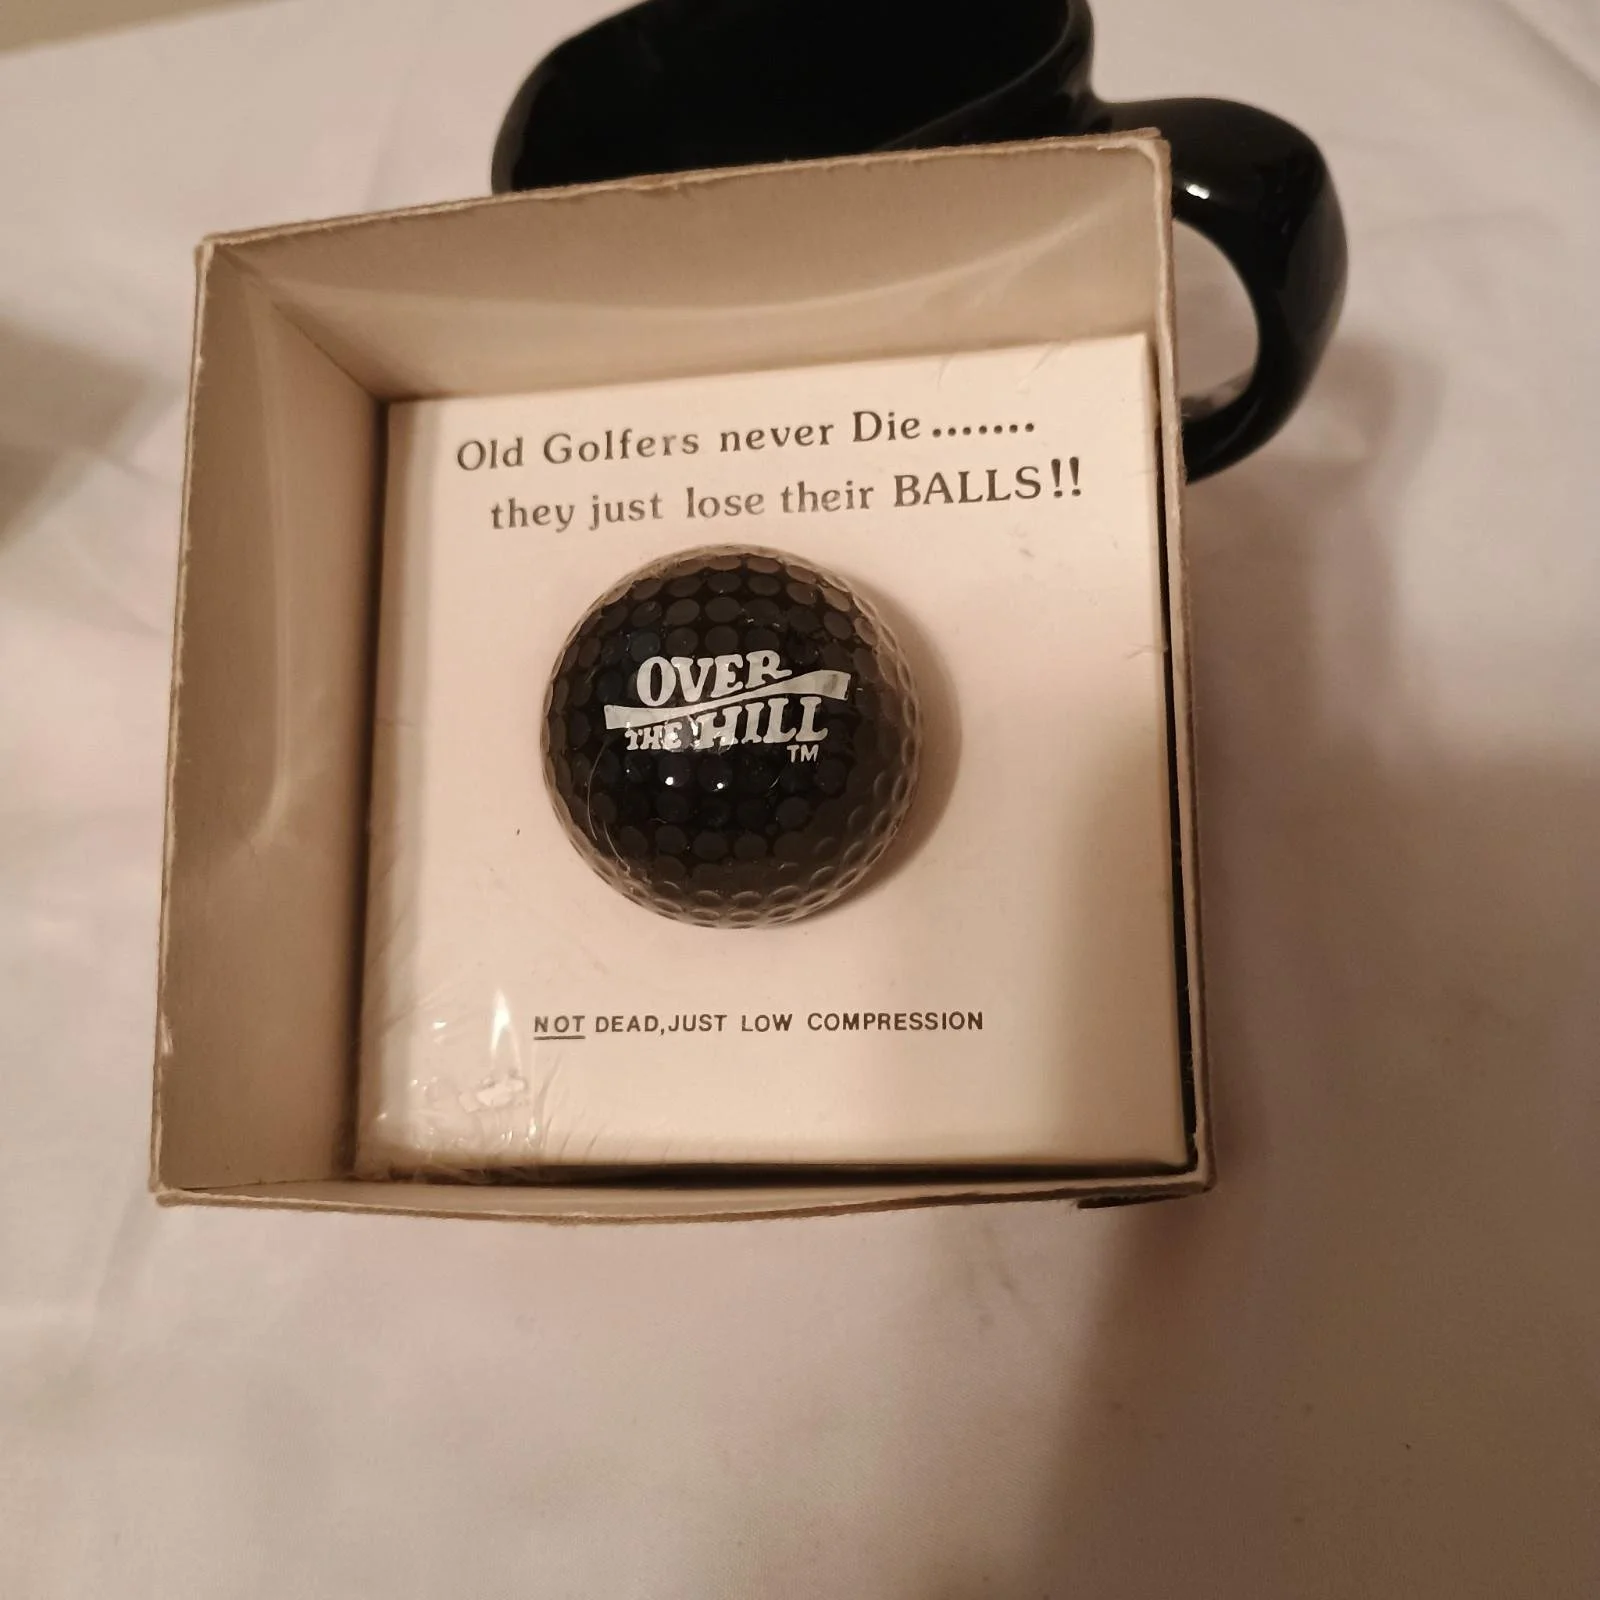 Old Golfers never Die.......
they just lose their BALLS!!
OVER
THE HILL
TM
NOT DEAD,JUST LOW COMPRESSION